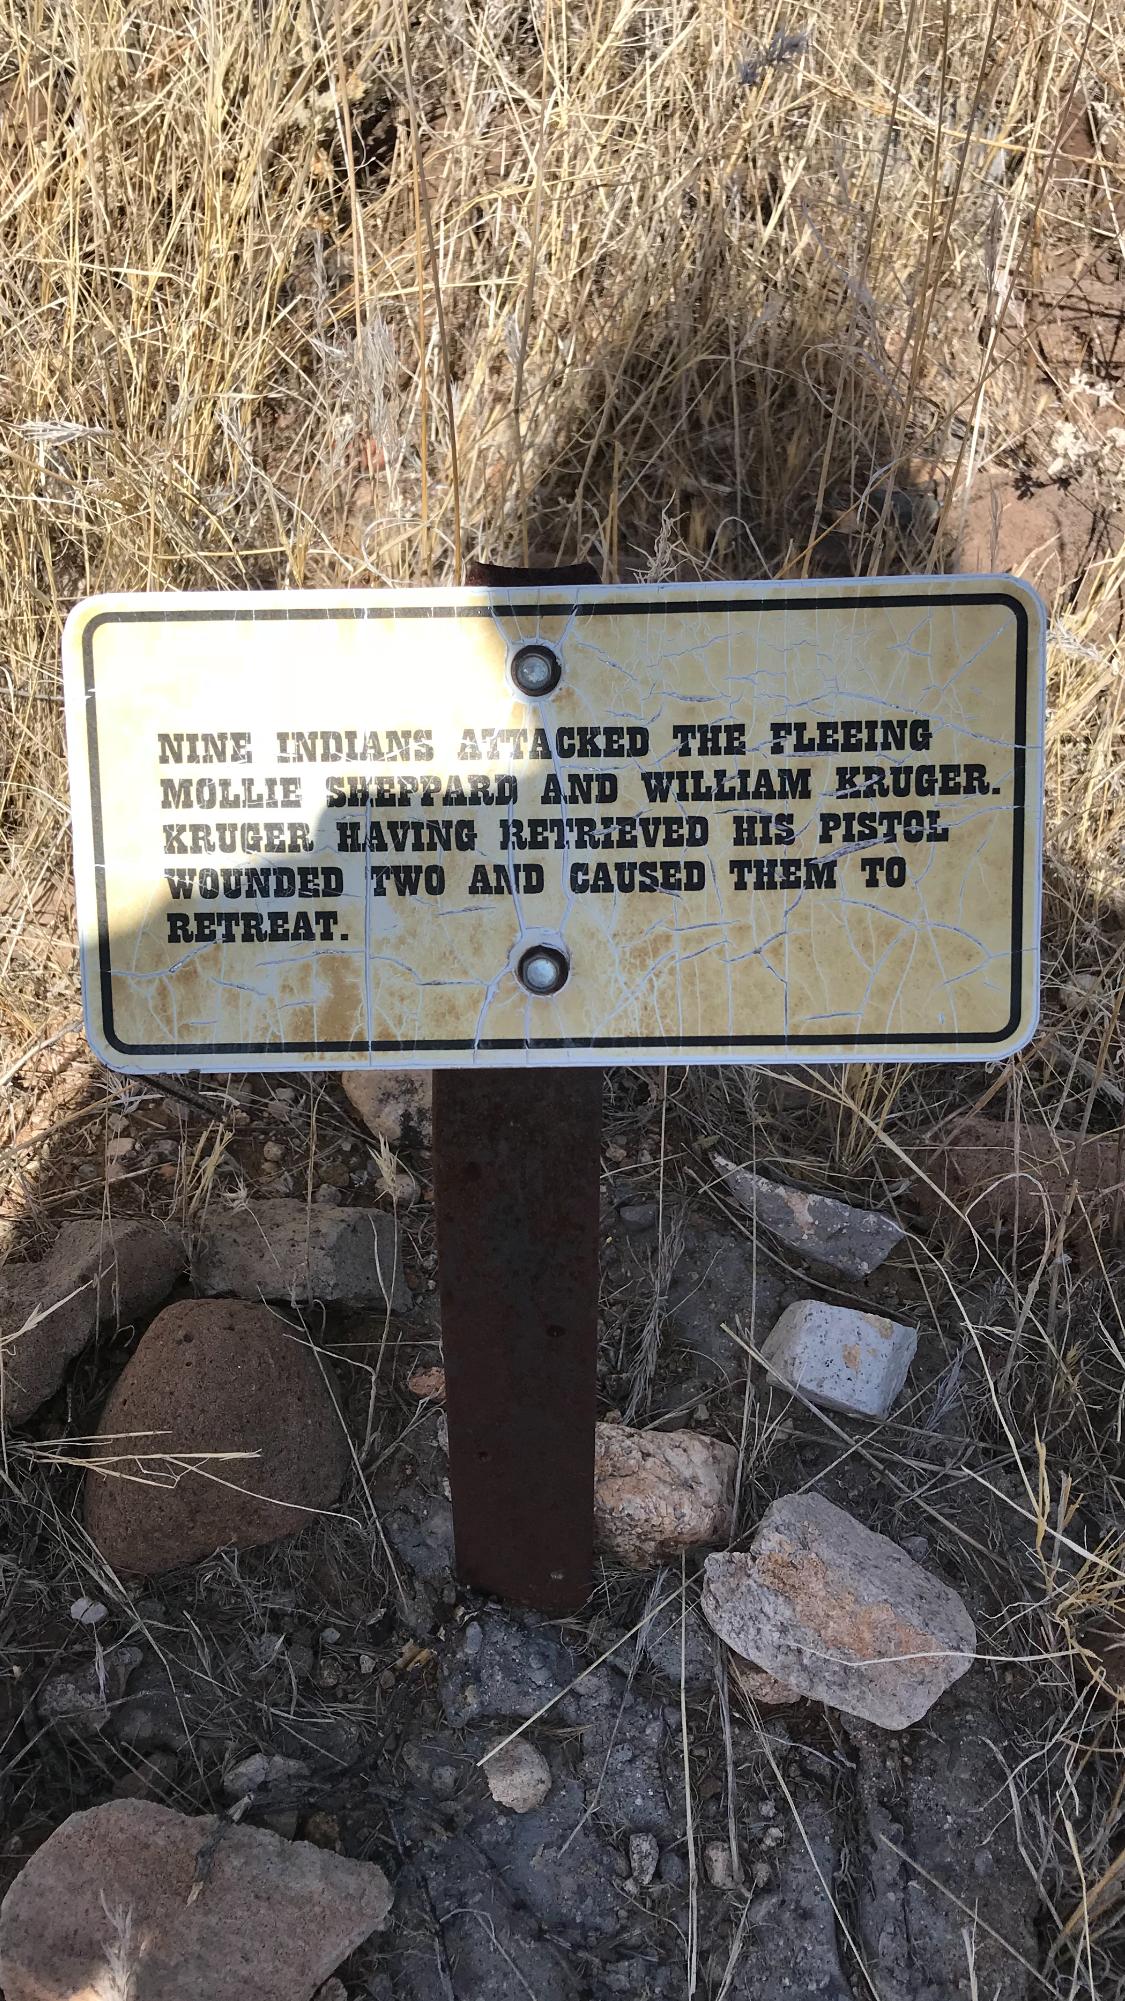 NINE INDIANS ATTACKED THE FLEEING
MOLLIE SHEPPARD AND WILLIAM KRUGER.
KRUGER HAVING RETRIEVED HIS PISTOL
WOUNDED TWO AND CAUSED THEM TO
RETREAT.